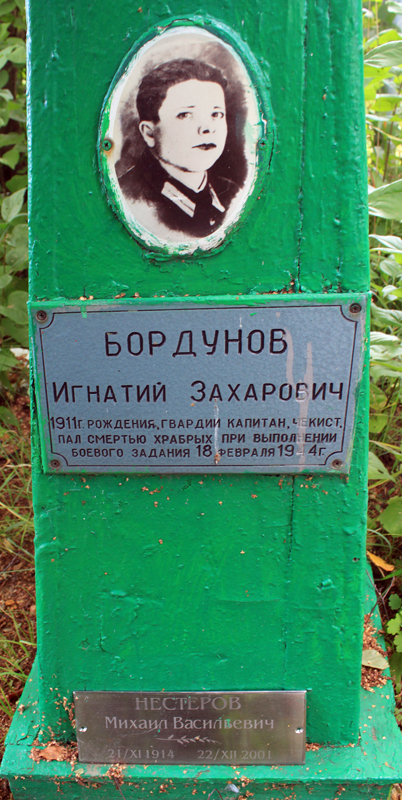 БОРДУНОВ
ИГНАТИЙ ЗАХАРОВИЧ
1911г. РОЖДЕНИЯ, ГВАРДИИ КАПИТАН, ЧЕКИСТ,
ПАЛ СМЕРТЬЮ ХРАБРЫХ ПРИ ВЫПОЛНЕНИИ
БОЕВОГО ЗАДАНИЯ 18 ФЕВРАЛЯ
НЕСТЕРОВ
Михаил Васильевич
21/XI 1914 22/XII 2001